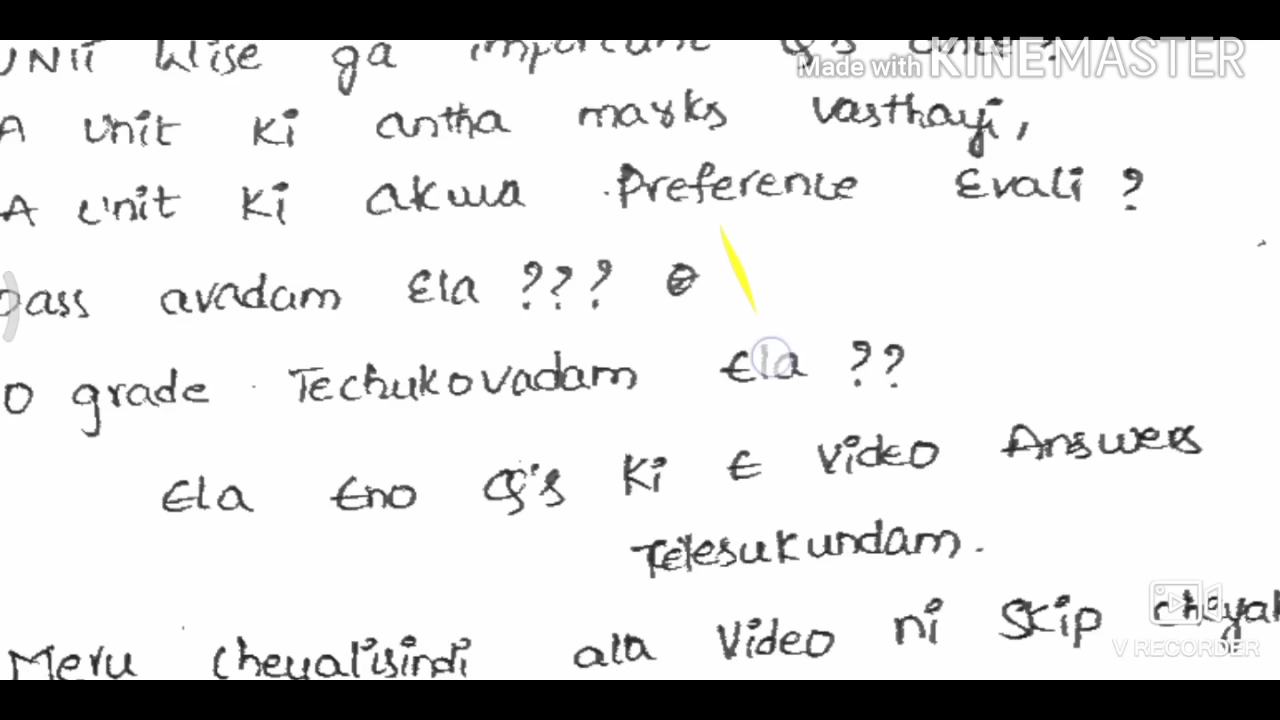 UNIT Wise ga important Q's
Made with KINEMASTER
A Unit Ki antha marks vasthayi,
A Unit Ki akuva Preference Evali ?
pass avadam Ela ???
O grade Techukovadam Ela ??
Ela Eno Q's Ki E Video Answers
Telesukundam.
Meru cheyalisindi ala Video ni Skip
V RECORDER